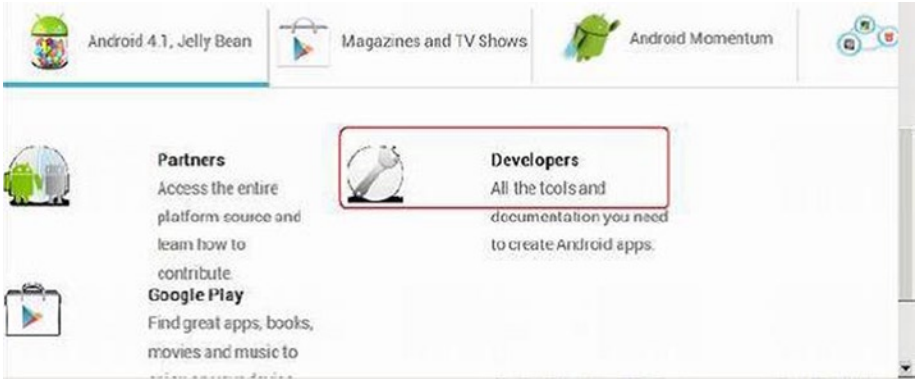 Android 4.1, Jelly Bean
Magazines and TV Shows
Android Momentum
Partners
Access the entire
platform source and
learn how to
contribute.
Developers
All the tools and
documentation you need
to create Android apps.
Google Play
Find great apps, books,
movies and music to